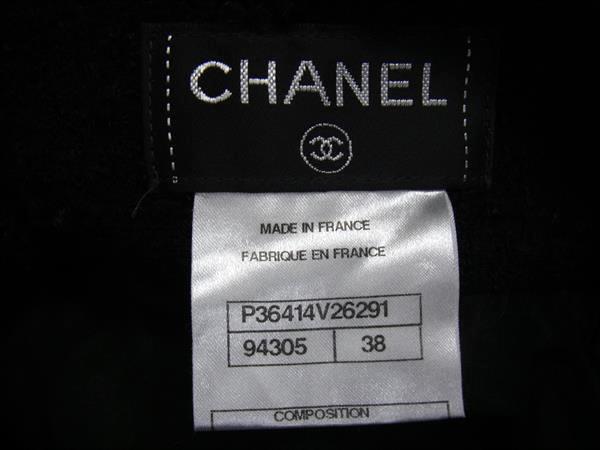 CHANEL
MADE IN FRANCE
FABRIQUE EN FRANCE
P36414V26291
94305 38
COMPOSITION